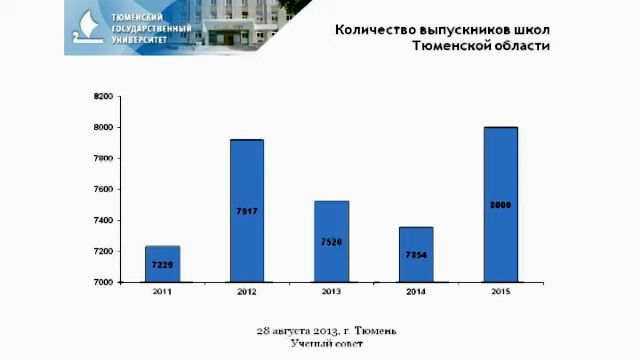 ТЮМЕНСКИЙ
ГОСУДАРСТВЕННЫЙ
УНИВЕРСИТЕТ
Количество выпускников школ
Тюменской области
8200
8000
7800
7600
7400
7200
7000
7229
7917
7520
7354
8000
2011
2012
2013
2014
2015
28 августа 2013, г. Тюмень
Ученый совет